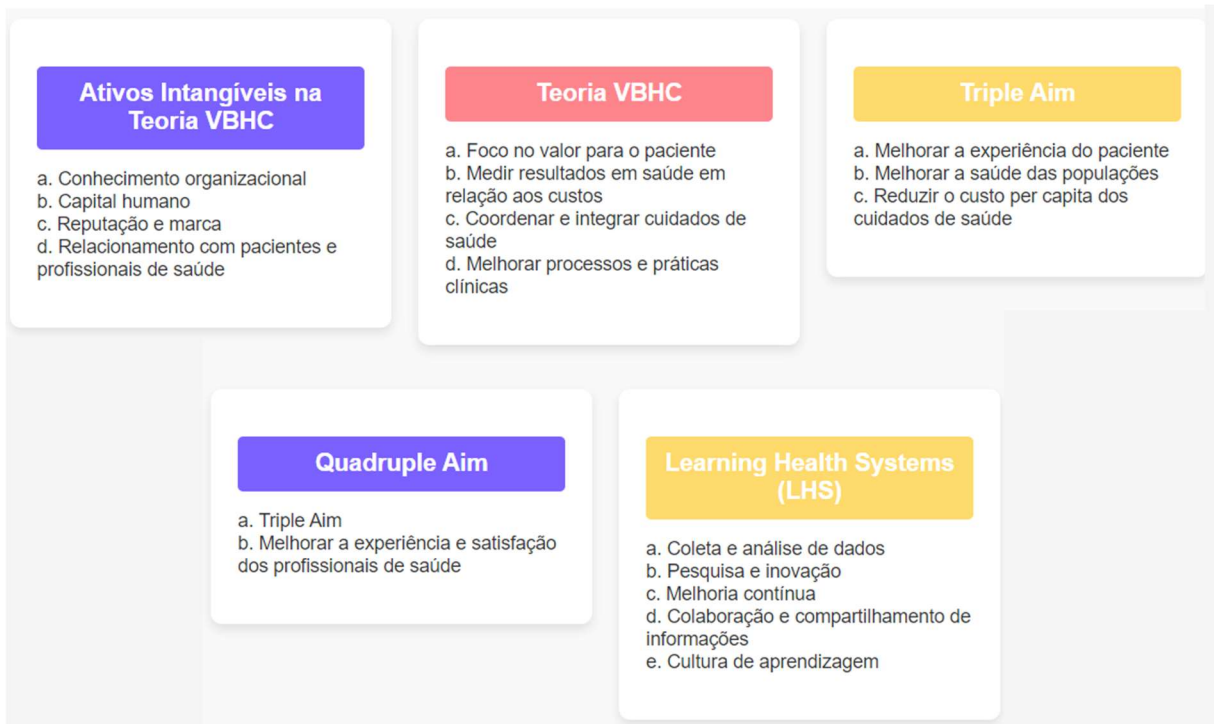 Ativos Intangíveis na
Teoria VBHC
a. Conhecimento organizacional
b. Capital humano
c. Reputação e marca
d. Relacionamento com pacientes e
profissionais de saúde
Teoria VBHC
a. Foco no valor para o paciente
b. Medir resultados em saúde em
relação aos custos
c. Coordenar e integrar cuidados de
saúde
d. Melhorar processos e práticas
clínicas
Triple Aim
a. Melhorar a experiência do paciente
b. Melhorar a saúde das populações
c. Reduzir o custo per capita dos
cuidados de saúde
Quadruple Aim
a. Triple Aim
b. Melhorar a experiência e satisfação
dos profissionais de saúde
Learning Health Systems
(LHS)
a. Coleta e análise de dados
b. Pesquisa e inovação
c. Melhoria contínua
d. Colaboração e compartilhamento de
informações
e. Cultura de aprendizagem